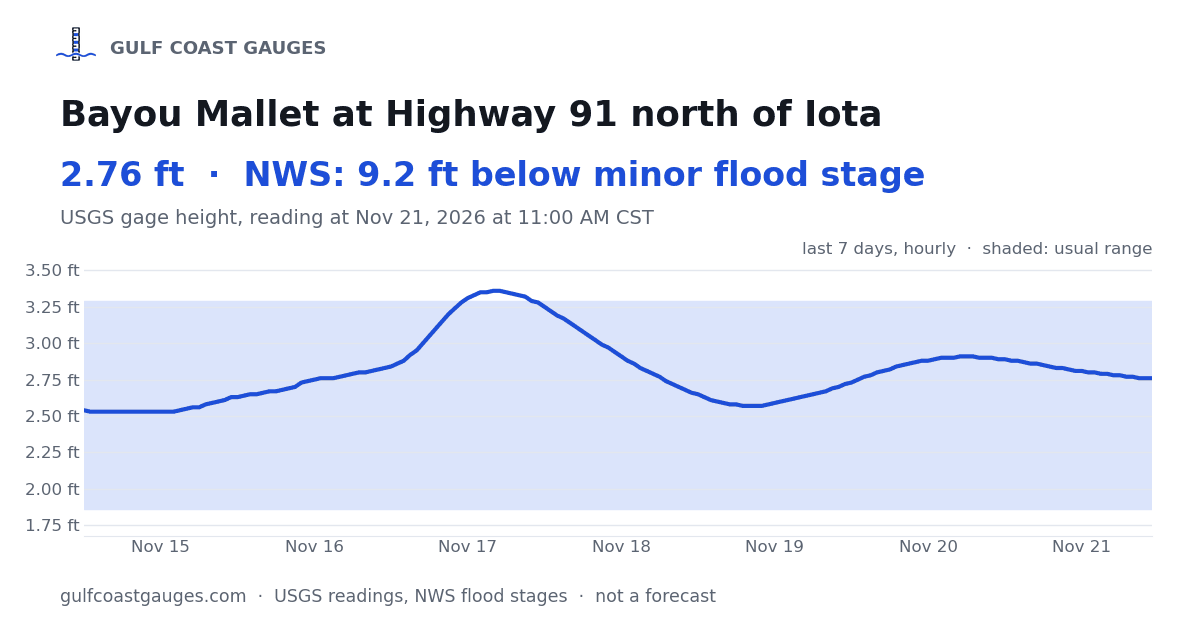 GULF COAST GAUGES
Bayou Mallet at Highway 91 north of Iota
2.76 ft · NWS: 9.2 ft below minor flood stage
USGS gage height, reading at Nov 21, 2026 at 11:00 AM CST
last 7 days, hourly · shaded: usual range
3.50 ft
3.25 ft
3.00 ft
2.75 ft
2.50 ft
2.25 ft
2.00 ft
1.75 ft
Nov 15 Nov 16 Nov 17 Nov 18 Nov 19 Nov 20 Nov 21
gulfcoastgauges.com · USGS readings, NWS flood stages · not a forecast